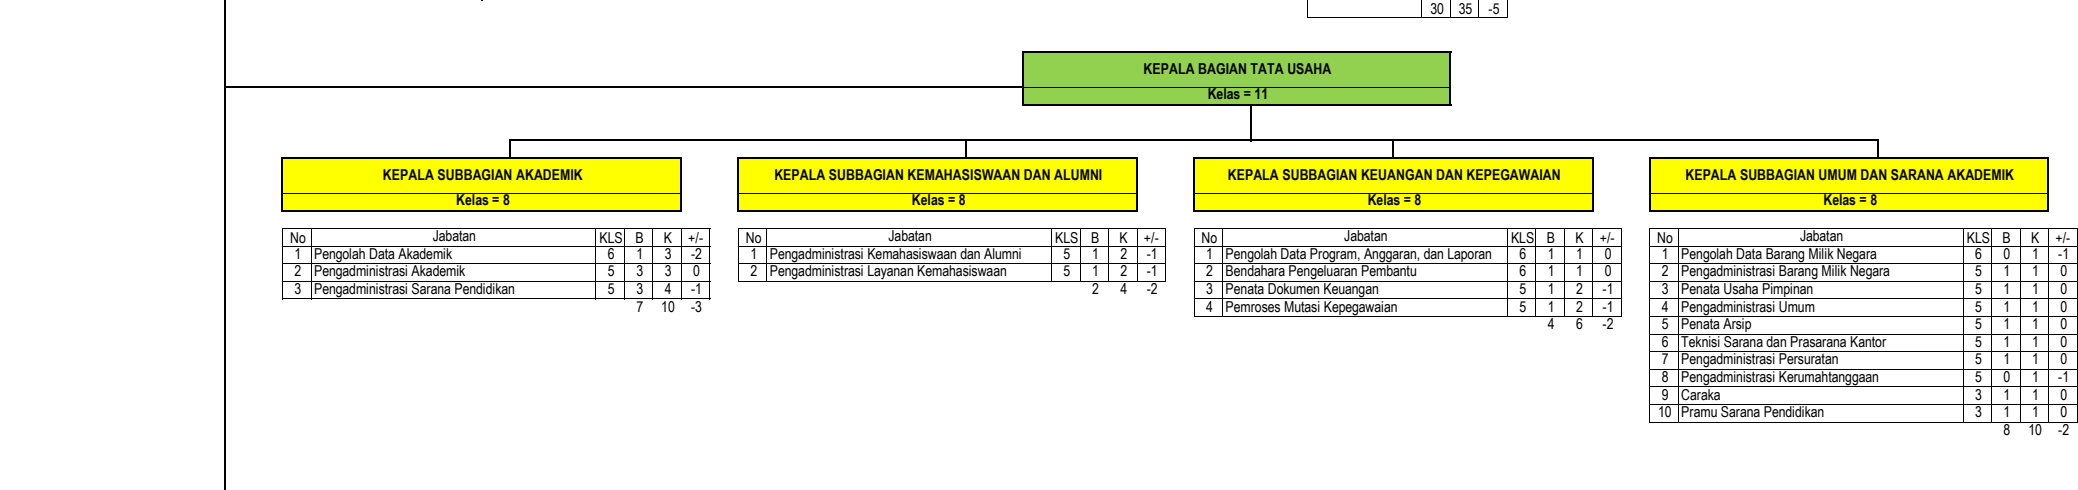 30 35 -5
KEPALA BAGIAN TATA USAHA
Kelas = 11
KEPALA SUBBAGIAN AKADEMIK
Kelas = 8
No Jabatan KLS B K +/-
1 Pengolah Data Akademik 6 1 3 -2
2 Pengadministrasi Akademik 5 3 3 0
3 Pengadministrasi Sarana Pendidikan 5 3 4 -1
7 10 -3
KEPALA SUBBAGIAN KEMAHASISWAAN DAN ALUMNI
Kelas = 8
No Jabatan KLS B K +/-
1 Pengadministrasi Kemahasiswaan dan Alumni 5 1 2 -1
2 Pengadministrasi Layanan Kemahasiswaan 5 1 2 -1
2 4 -2
KEPALA SUBBAGIAN KEUANGAN DAN KEPEGAWAIAN
Kelas = 8
No Jabatan KLS B K +/-
1 Pengolah Data Program, Anggaran, dan Laporan 6 1 1 0
2 Bendahara Pengeluaran Pembantu 6 1 1 0
3 Penata Dokumen Keuangan 5 1 2 -1
4 Pemroses Mutasi Kepegawaian 5 1 2 -1
4 6 -2
KEPALA SUBBAGIAN UMUM DAN SARANA AKADEMIK
Kelas = 8
No Jabatan KLS B K +/-
1 Pengolah Data Barang Milik Negara 6 0 1 -1
2 Pengadministrasi Barang Milik Negara 5 1 1 0
3 Penata Usaha Pimpinan 5 1 1 0
4 Pengadministrasi Umum 5 1 1 0
5 Penata Arsip 5 1 1 0
6 Teknisi Sarana dan Prasarana Kantor 5 1 1 0
7 Pengadministrasi Persuratan 5 1 1 0
8 Pengadministrasi Kerumahtanggaan 5 0 1 -1
9 Caraka 3 1 1 0
10 Pramu Sarana Pendidikan 3 1 1 0
8 10 -2